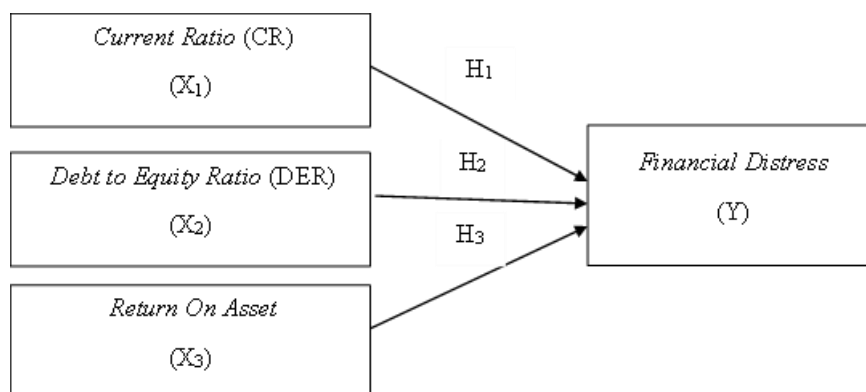 Current Ratio (CR)
(X₁)
H₁
Debt to Equity Ratio (DER)
(X₂)
H₂
H₃
Financial Distress
(Y)
Return On Asset
(X₃)